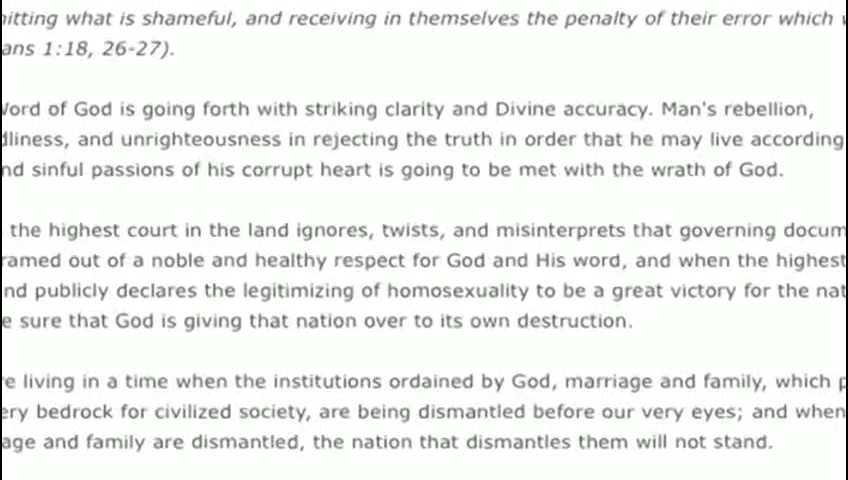 itting what is shameful, and receiving in themselves the penalty of their error which
ans 1:18, 26-27).
Word of God is going forth with striking clarity and Divine accuracy. Man's rebellion,
dliness, and unrighteousness in rejecting the truth in order that he may live according
nd sinful passions of his corrupt heart is going to be met with the wrath of God.
the highest court in the land ignores, twists, and misinterprets that governing docum
ramed out of a noble and healthy respect for God and His word, and when the highest
nd publicly declares the legitimizing of homosexuality to be a great victory for the nat
e sure that God is giving that nation over to its own destruction.
e living in a time when the institutions ordained by God, marriage and family, which p
ery bedrock for civilized society, are being dismantled before our very eyes; and when
age and family are dismantled, the nation that dismantles them will not stand.